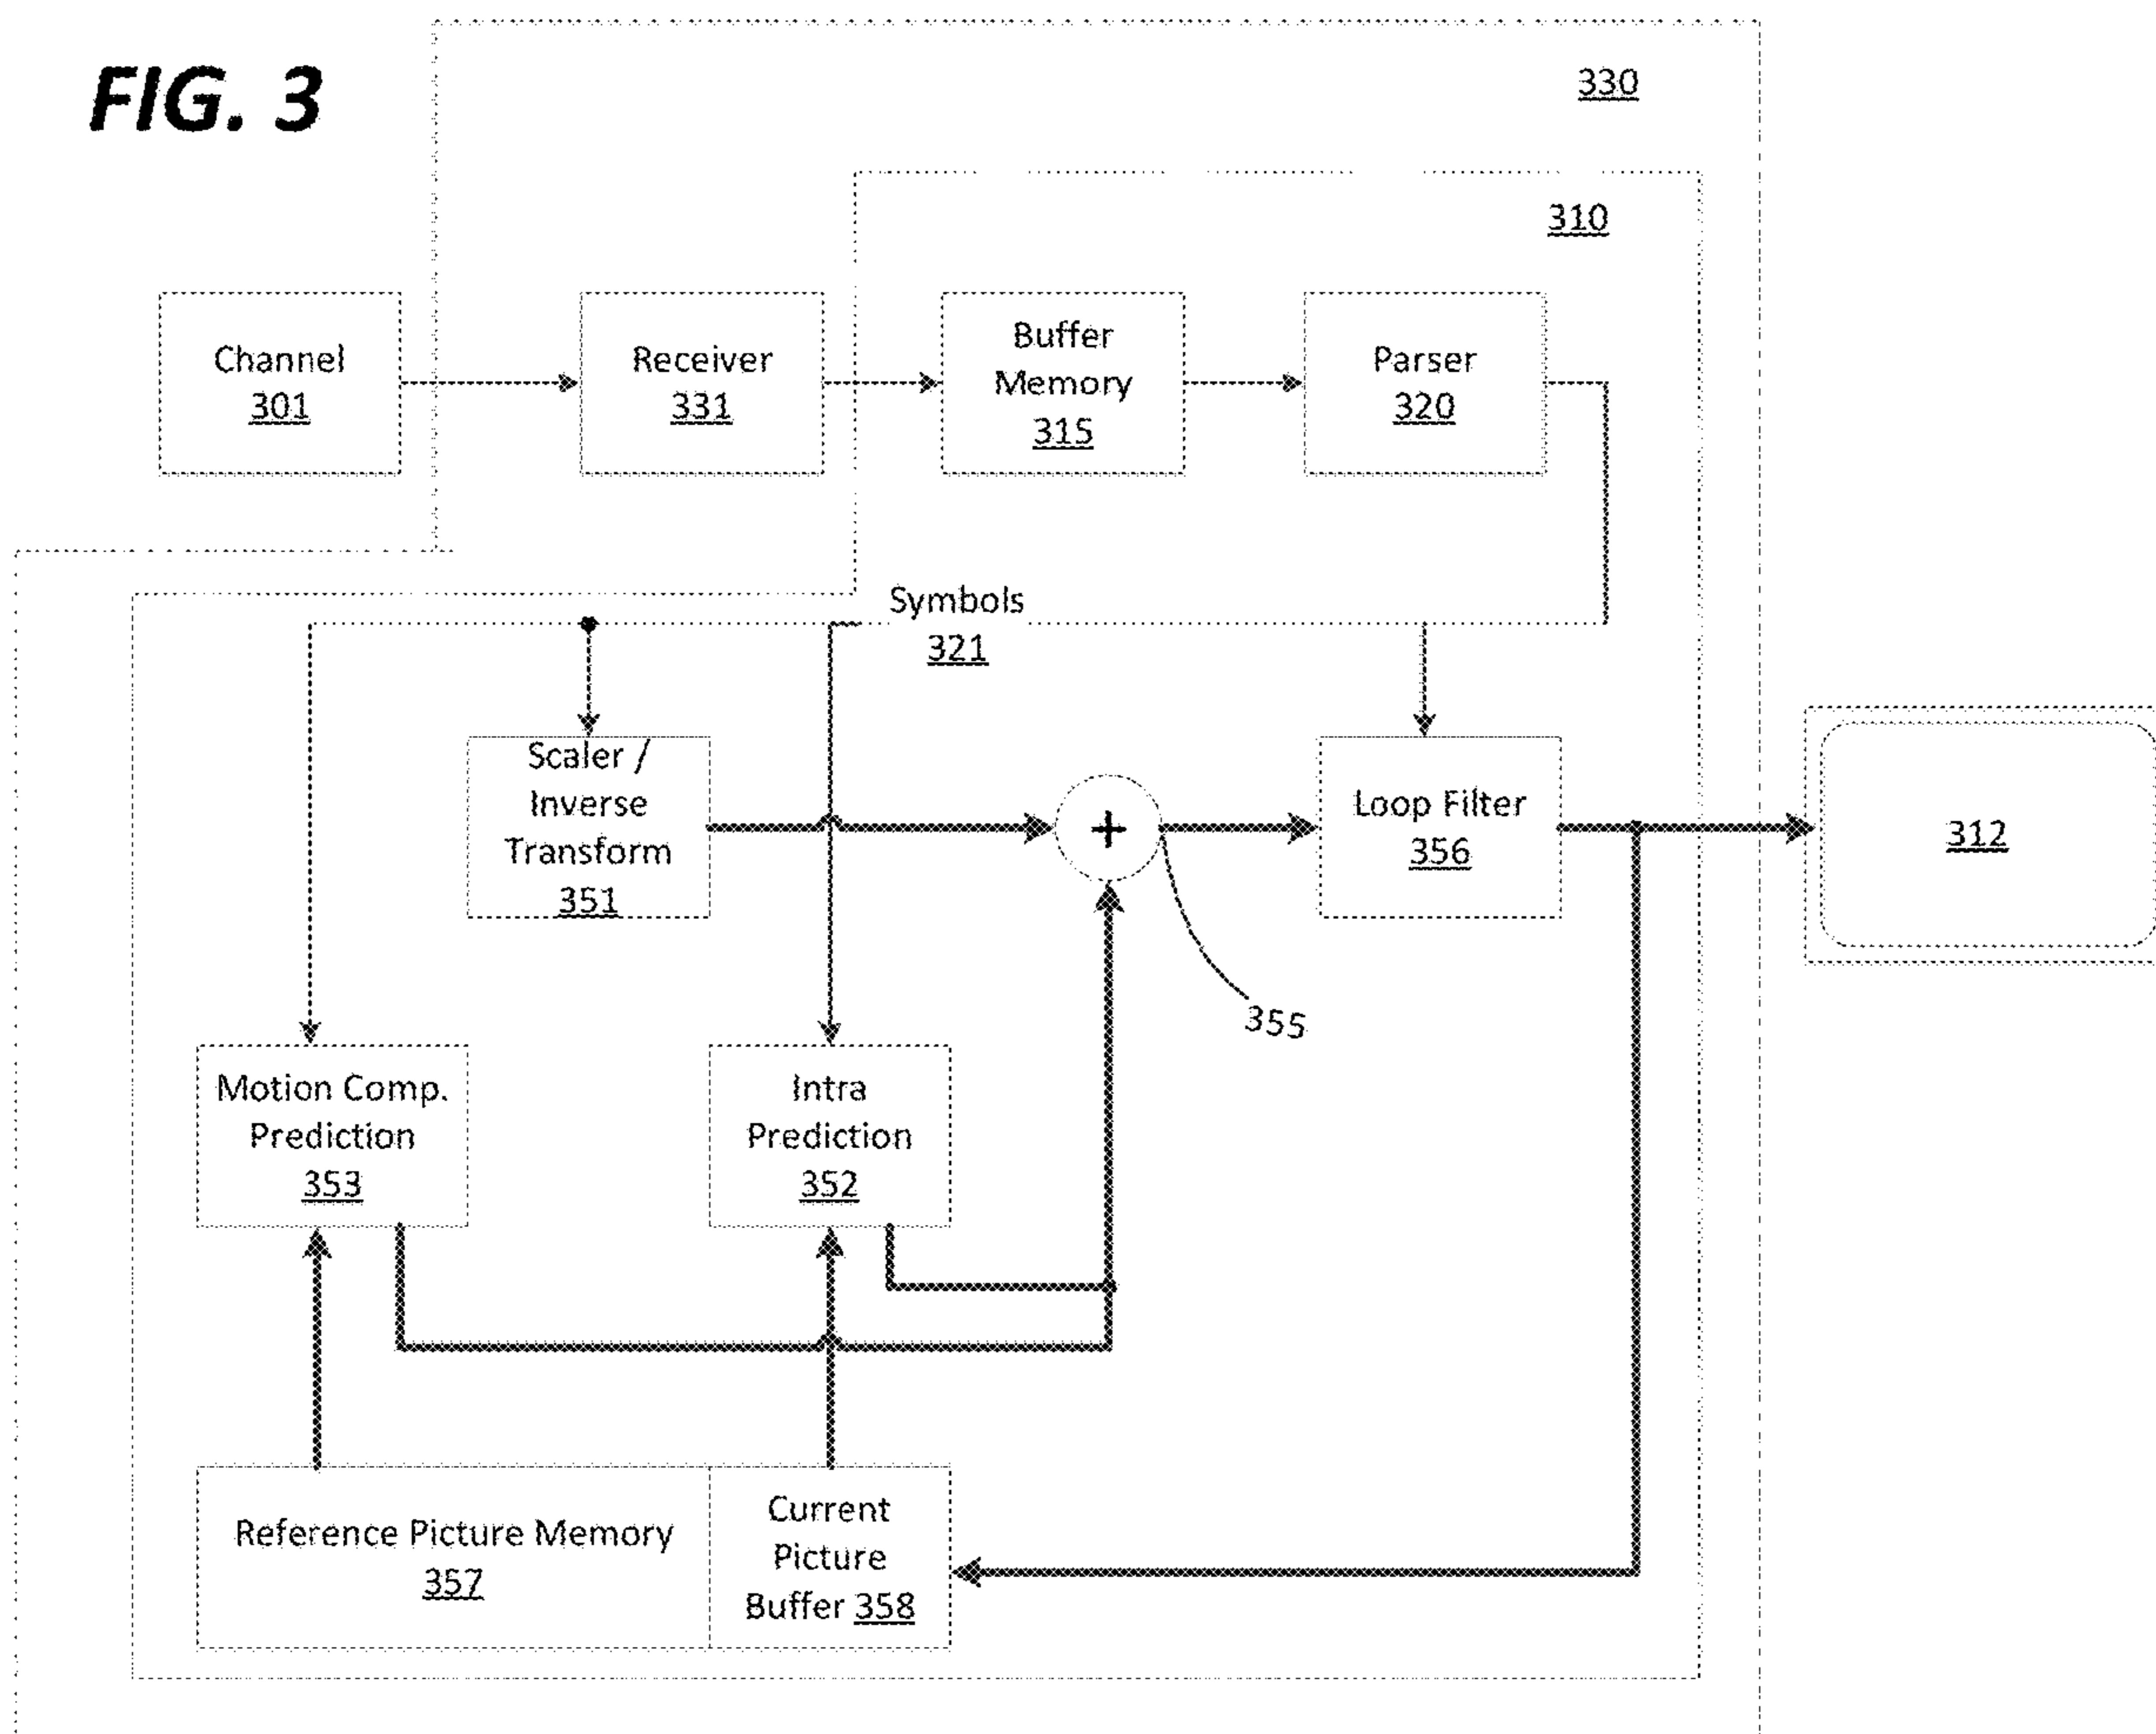 FIG. 3
330
310
Channel
301
Receiver
331
Buffer
Memory
315
Parser
320
Symbols
321
Scaler /
Inverse
Transform
351
+
Loop Filter
356
312
355
Motion Comp.
Prediction
353
Intra
Prediction
352
Reference Picture Memory
357
Current
Picture
Buffer 358